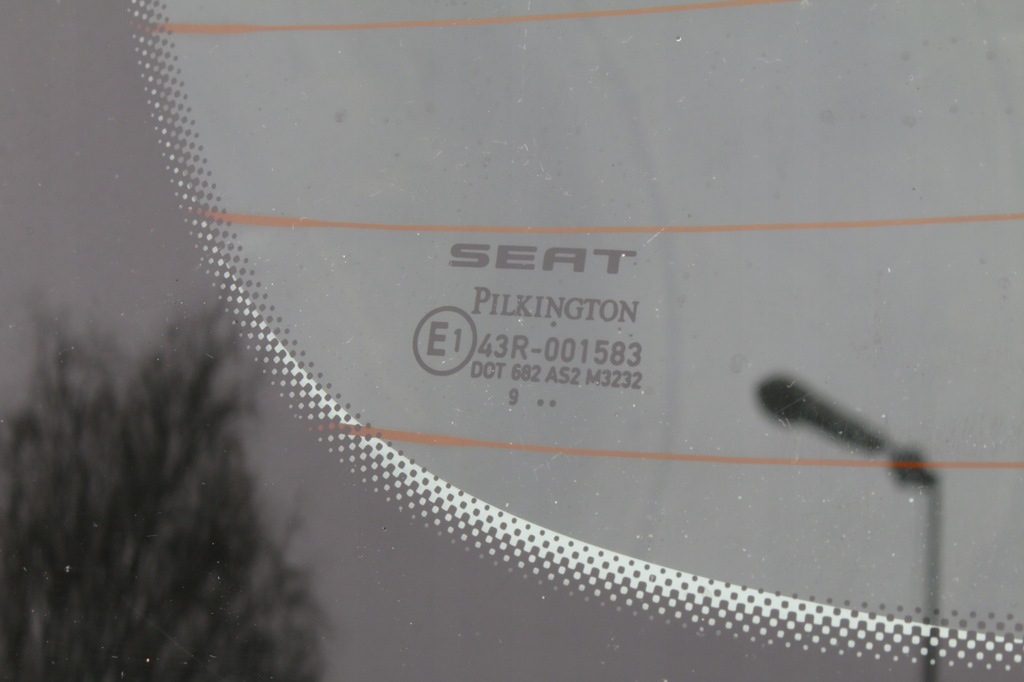 SEAT
PILKINGTON
E1 43R-001583
DOT 682 AS2 M3232
9 ..